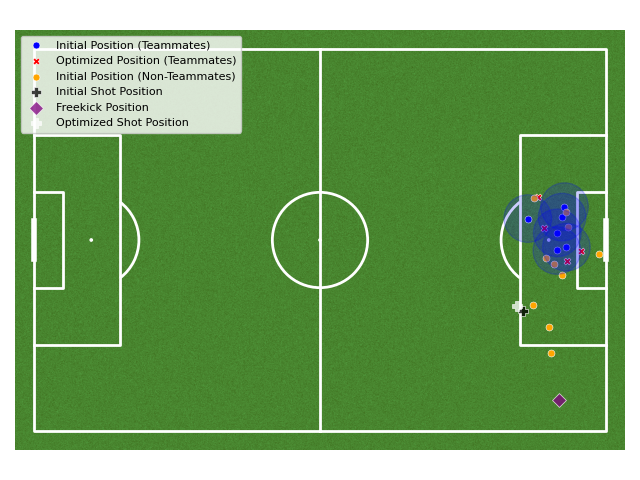 Initial Position (Teammates)
Optimized Position (Teammates)
Initial Position (Non-Teammates)
Initial Shot Position
Freekick Position
Optimized Shot Position